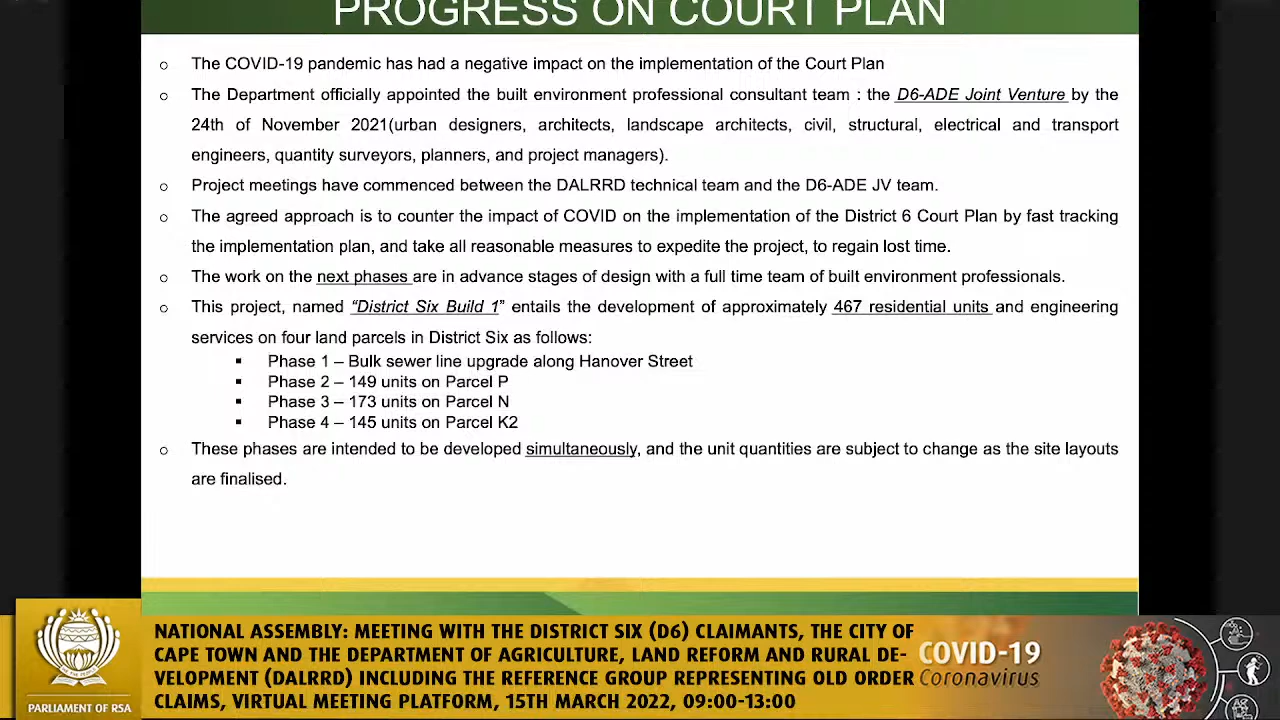 PROGRESS ON COURT PLAN
o The COVID-19 pandemic has had a negative impact on the implementation of the Court Plan
o The Department officially appointed the built environment professional consultant team : the D6-ADE Joint Venture by the
24th of November 2021(urban designers, architects, landscape architects, civil, structural, electrical and transport
engineers, quantity surveyors, planners, and project managers).
o Project meetings have commenced between the DALRRD technical team and the D6-ADE JV team.
o The agreed approach is to counter the impact of COVID on the implementation of the District 6 Court Plan by fast tracking
the implementation plan, and take all reasonable measures to expedite the project, to regain lost time.
o The work on the next phases are in advance stages of design with a full time team of built environment professionals.
o This project, named “District Six Build 1” entails the development of approximately 467 residential units and engineering
services on four land parcels in District Six as follows:
▪ Phase 1 – Bulk sewer line upgrade along Hanover Street
▪ Phase 2 – 149 units on Parcel P
▪ Phase 3 – 173 units on Parcel N
▪ Phase 4 – 145 units on Parcel K2
o These phases are intended to be developed simultaneously, and the unit quantities are subject to change as the site layouts
are finalised.
NATIONAL ASSEMBLY: MEETING WITH THE DISTRICT SIX (D6) CLAIMANTS, THE CITY OF
CAPE TOWN AND THE DEPARTMENT OF AGRICULTURE, LAND REFORM AND RURAL DE-
VELOPMENT (DALRRD) INCLUDING THE REFERENCE GROUP REPRESENTING OLD ORDER
CLAIMS, VIRTUAL MEETING PLATFORM, 15TH MARCH 2022, 09:00-13:00
PARLIAMENT OF RSA
COVID-19
Coronavirus